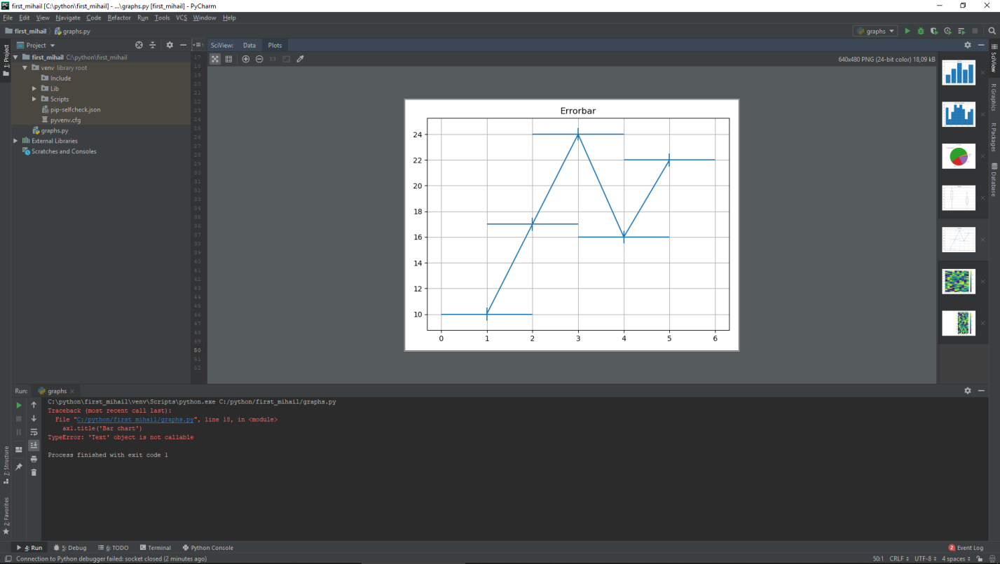 first_mihail [C:\python\first_mihail] - ...\graphs.py [first_mihail] - PyCharm
File Edit View Navigate Code Refactor Run Tools VCS Window Help
first_mihail graphs.py
graphs
1: Project
Project
SciView: Data Plots
first_mihail C:\python\first_mihail
venv library root
Include
Lib
Scripts
pip-selfcheck.json
pyvenv.cfg
graphs.py
External Libraries
Scratches and Consoles
17
18
19
20
21
22
23
24
25
26
27
28
29
30
31
32
33
34
35
36
37
38
39
40
41
42
43
44
45
46
47
48
49
50
51
52
1:1
640x480 PNG (24-bit color) 18,09 kB
Errorbar
24
22
20
18
16
14
12
10
0 1 2 3 4 5 6
SciView
R Graphics
R Packages
Database
Run: graphs
C:\python\first_mihail\venv\Scripts\python.exe C:/python/first_mihail/graphs.py
Traceback (most recent call last):
File "C:/python/first_mihail/graphs.py", line 18, in <module>
ax1.title('Bar chart')
TypeError: 'Text' object is not callable
Process finished with exit code 1
7: Structure
2: Favorites
4: Run 5: Debug 6: TODO Terminal Python Console
2 Event Log
Connection to Python debugger failed: socket closed (2 minutes ago)
50:1 CRLF UTF-8 4 spaces